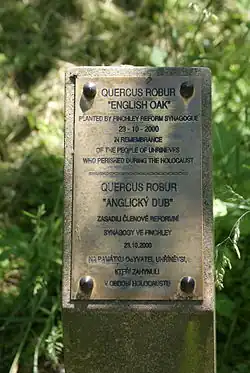 QUERCUS ROBUR
"ENGLISH OAK"
PLANTED BY FINCHLEY REFORM SYNAGOGUE
23-10-2000
IN REMEMBRANCE
OF THE PEOPLE OF UHRINEVES
WHO PERISHED DURING THE HOLOCAUST
QUERCUS ROBUR
"ANGLICKÝ DUB"
ZASADILI ČLENOVÉ REFORMNÍ
SYNAGOGY VE FINCHLEY
23.10.2000
NA PAMÁTKU OBYVATEL UHŘÍNĚVSI,
KTEŘÍ ZAHYNULI
V OBDOBÍ HOLOCAUSTU